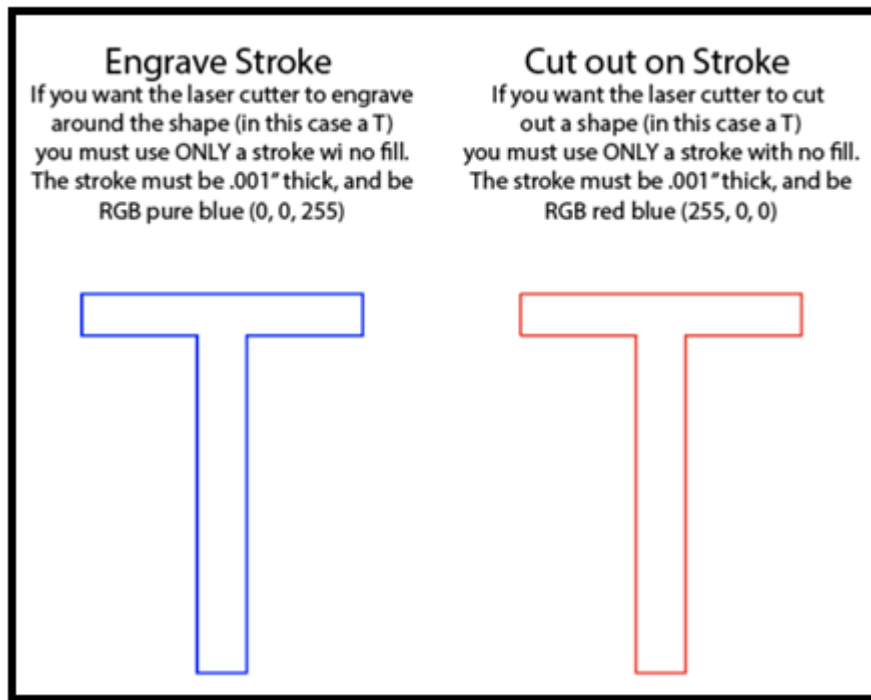 Engrave Stroke
If you want the laser cutter to engrave
around the shape (in this case a T)
you must use ONLY a stroke wi no fill.
The stroke must be .001" thick, and be
RGB pure blue (0, 0, 255)
Cut out on Stroke
If you want the laser cutter to cut
out a shape (in this case a T)
you must use ONLY a stroke with no fill.
The stroke must be .001" thick, and be
RGB red blue (255, 0, 0)